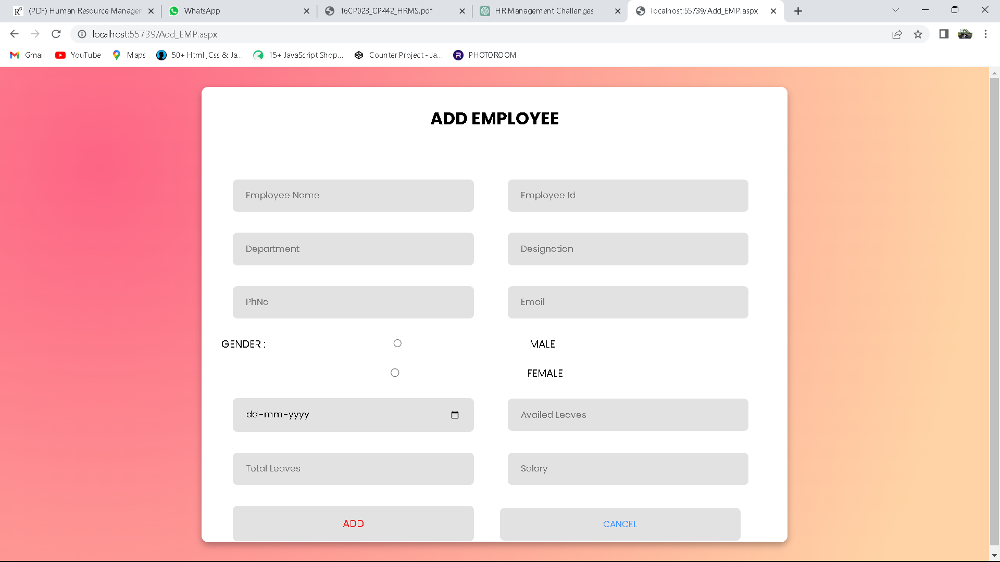 (PDF) Human Resource Managen
WhatsApp
16CP023_CP442_HRMS.pdf
HR Management Challenges
localhost:55739/Add_EMP.aspx
localhost:55739/Add_EMP.aspx
Gmail
YouTube
Maps
50+ Html ,Css & Ja...
15+ JavaScript Shop...
Counter Project - Ja...
PHOTOROOM
ADD EMPLOYEE
Employee Name
Employee Id
Department
Designation
PhNo
Email
GENDER :
MALE
FEMALE
dd-mm-yyyy
Availed Leaves
Total Leaves
Salary
ADD
CANCEL